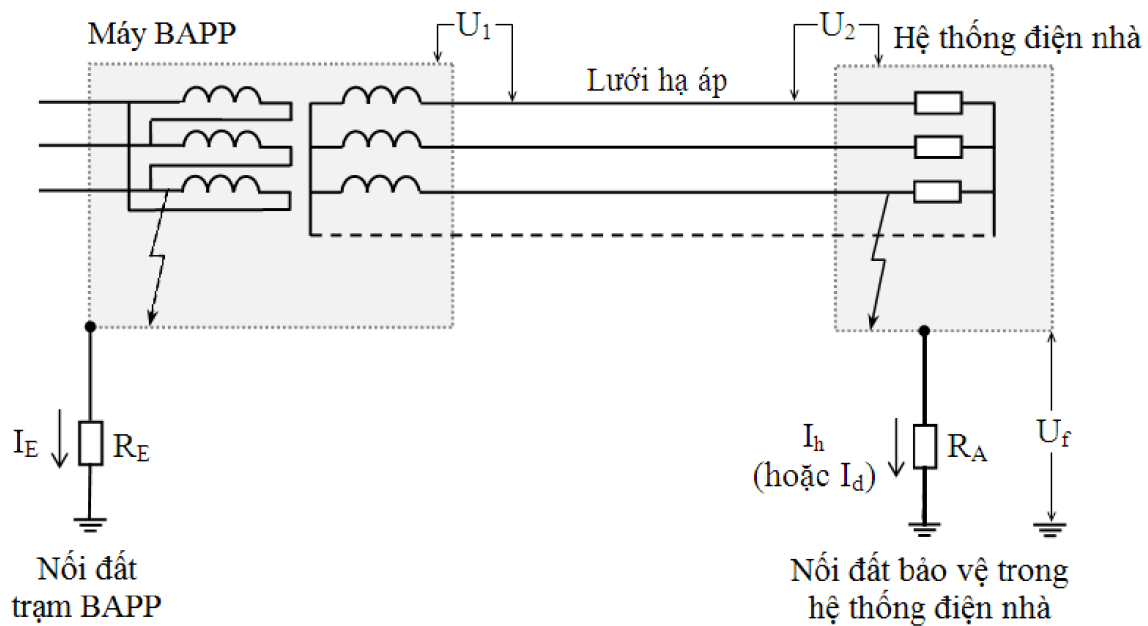 Máy BAPP
U1
U2
Hệ thống điện nhà
Lưới hạ áp
IE
RE
Ih
(hoặc Id)
RA
Uf
Nối đất
trạm BAPP
Nối đất bảo vệ trong
hệ thống điện nhà